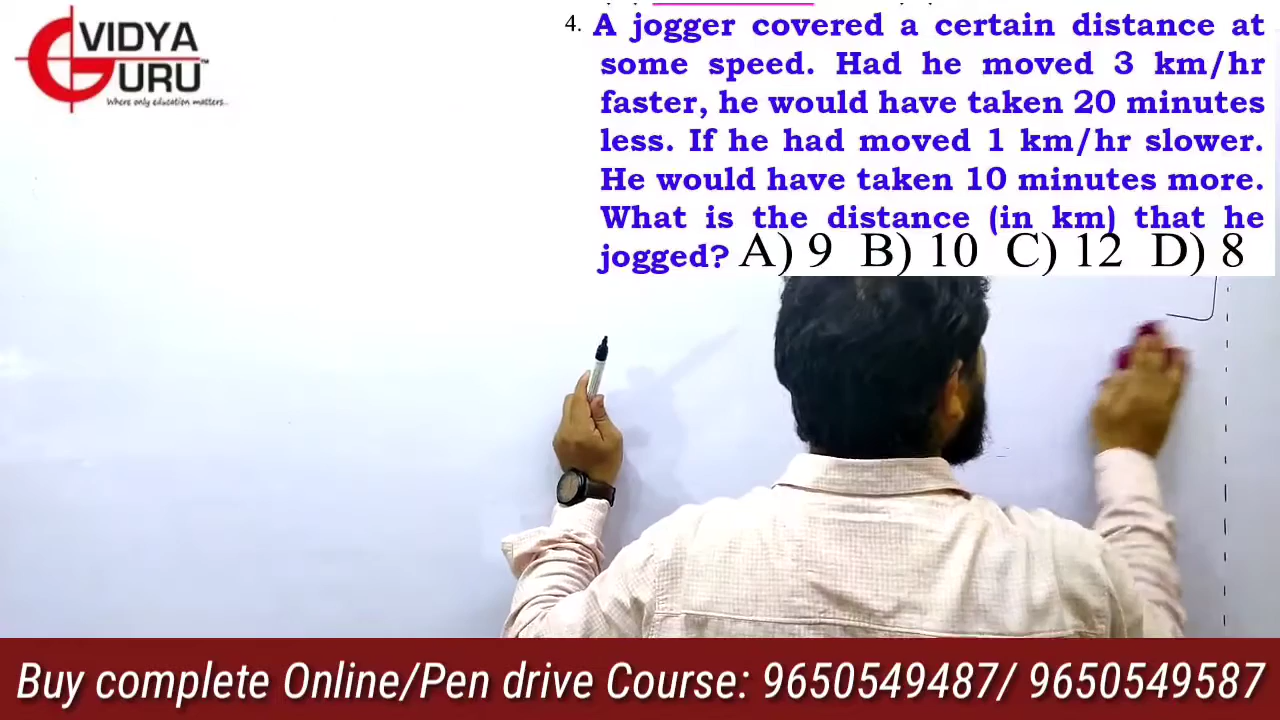 VIDYA
GURU™
Where only education matters...
4. A jogger covered a certain distance at
some speed. Had he moved 3 km/hr
faster, he would have taken 20 minutes
less. If he had moved 1 km/hr slower.
He would have taken 10 minutes more.
What is the distance (in km) that he
jogged? A) 9 B) 10 C) 12 D) 8
Buy complete Online/Pen drive Course: 9650549487/ 9650549587